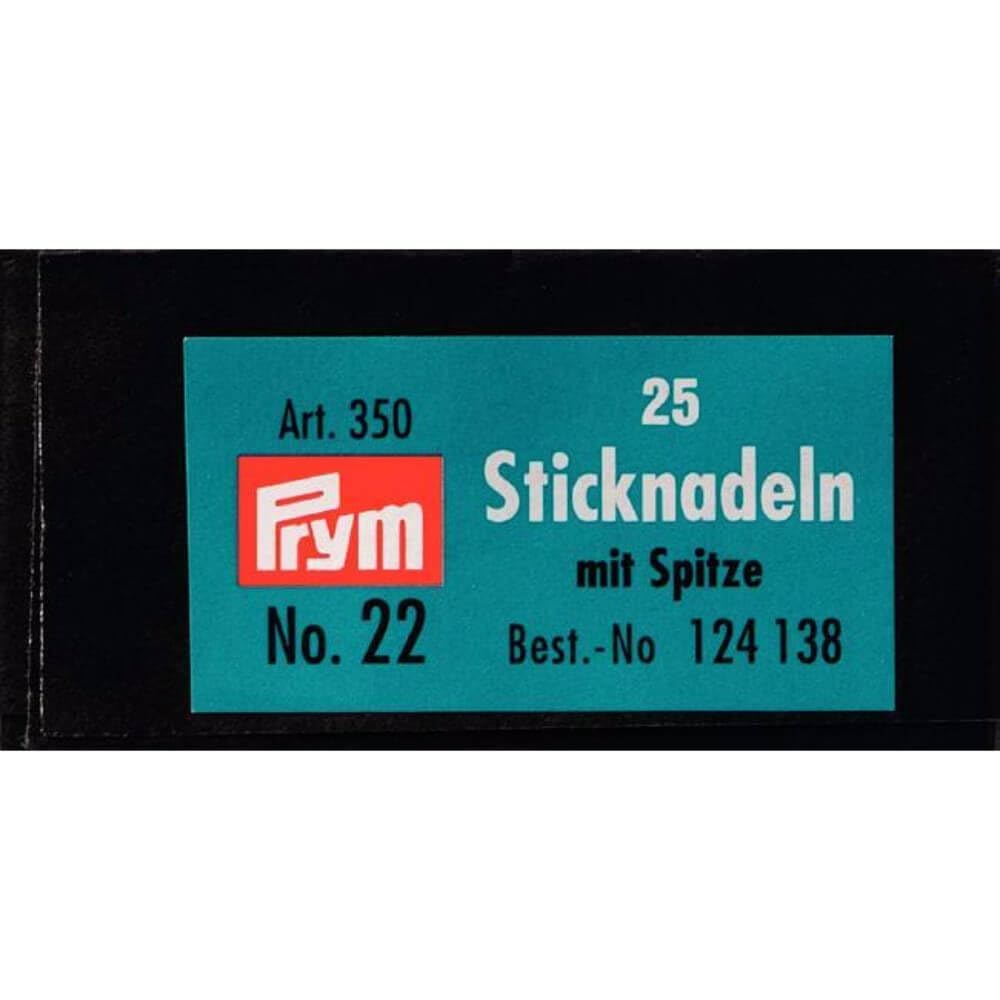 Art. 350
Prym
No. 22
25
Sticknadeln
mit Spitze
Best.-No 124 138